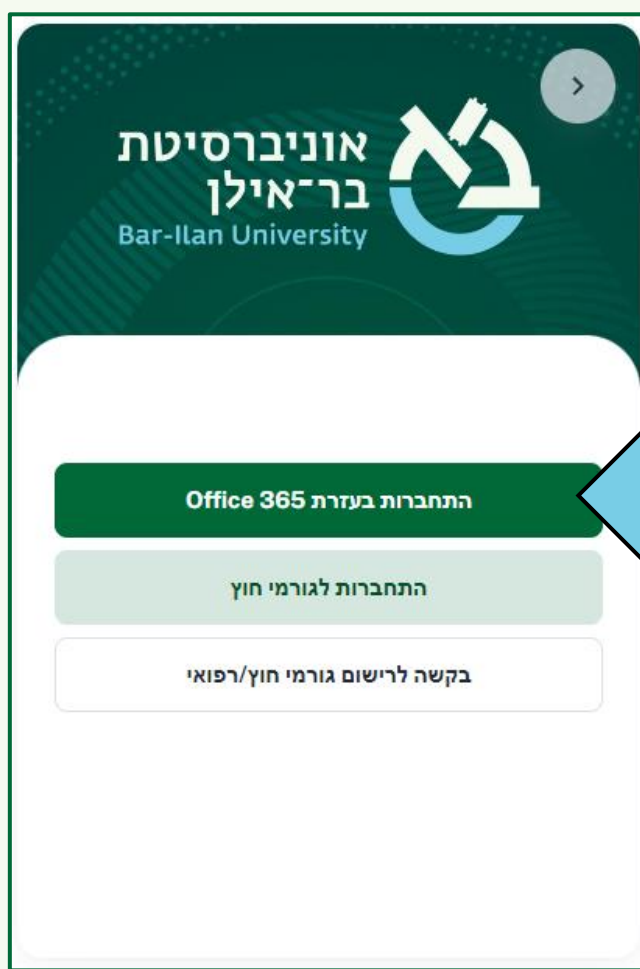 אוניברסיטת
בר־אילן
Bar-Ilan University
התחברות בעזרת Office 365
התחברות לגורמי חוץ
בקשה לרישום גורמי חוץ/רפואי